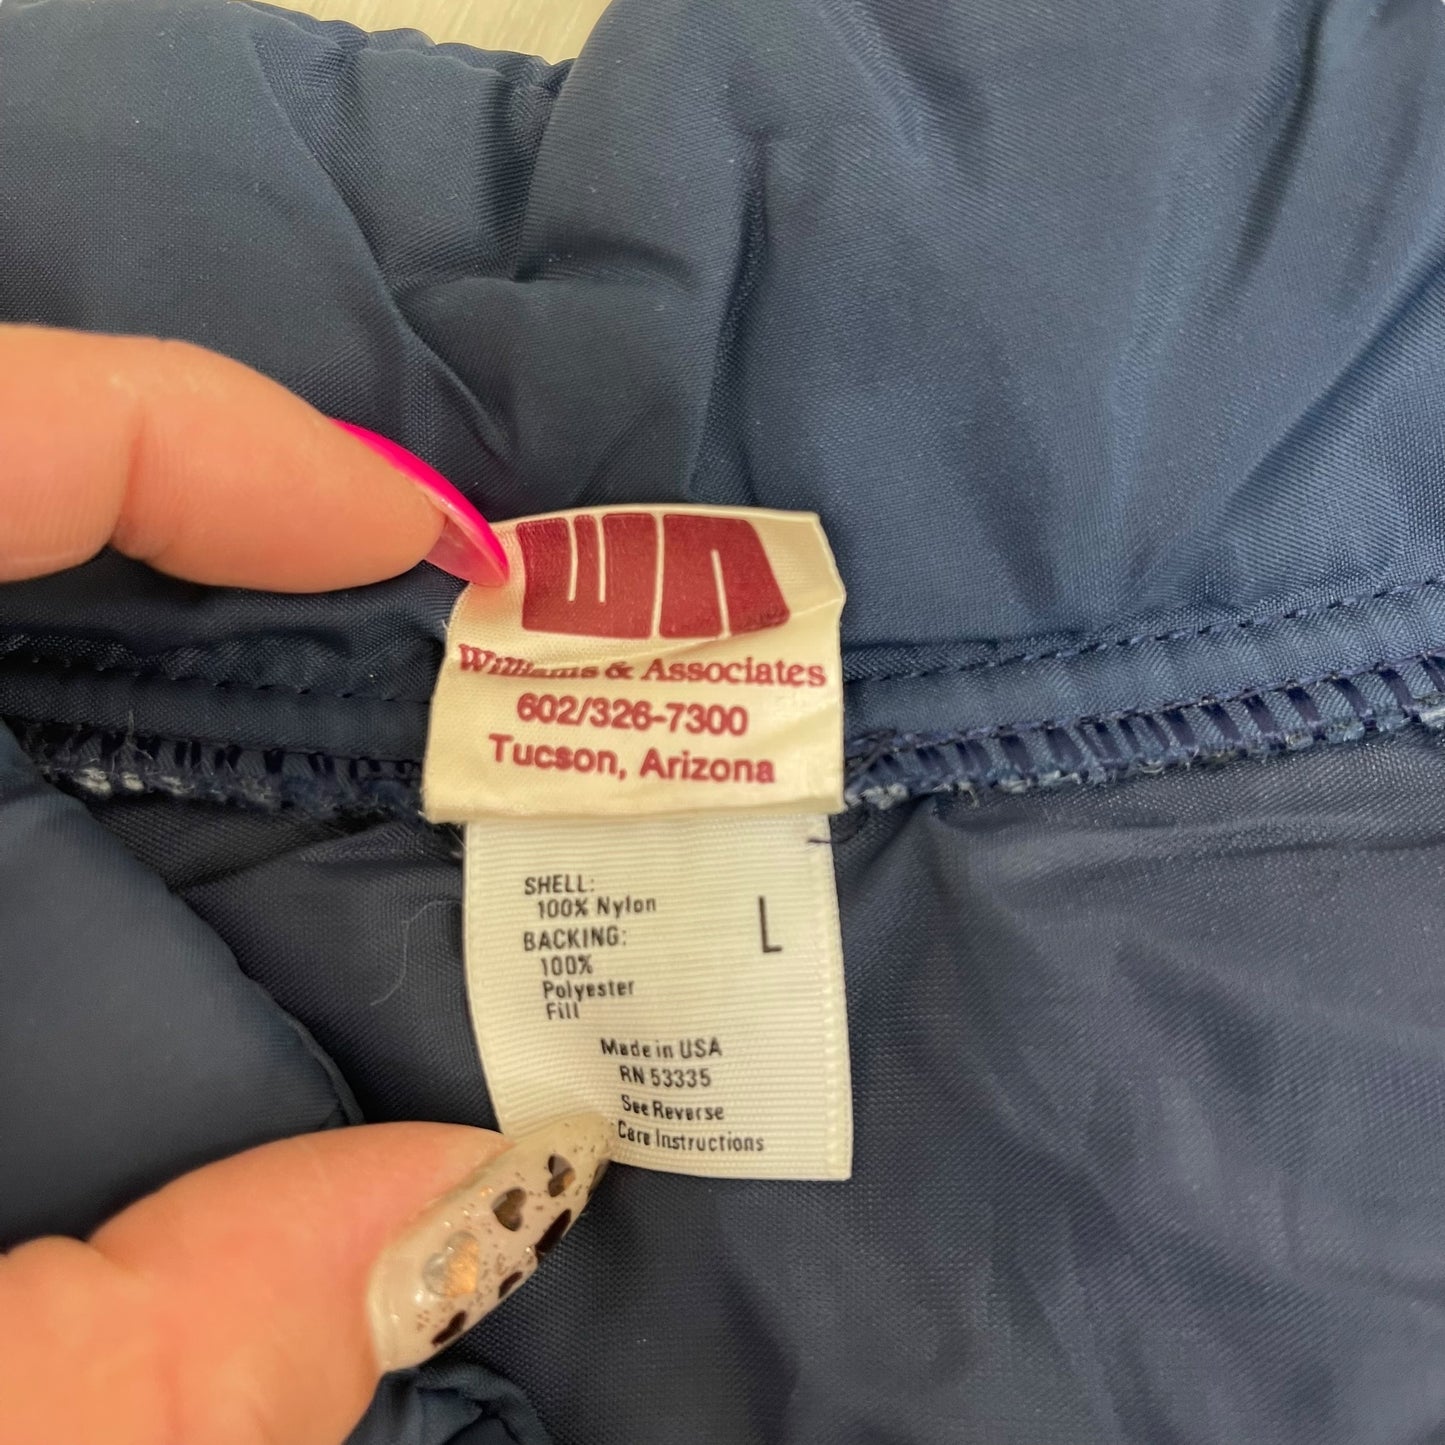 WA
Williams & Associates
602/326-7300
Tucson, Arizona
SHELL:
100% Nylon
L
BACKING:
100%
Polyester
Fill
Made in USA
RN 53335
See Reverse
Care Instructions